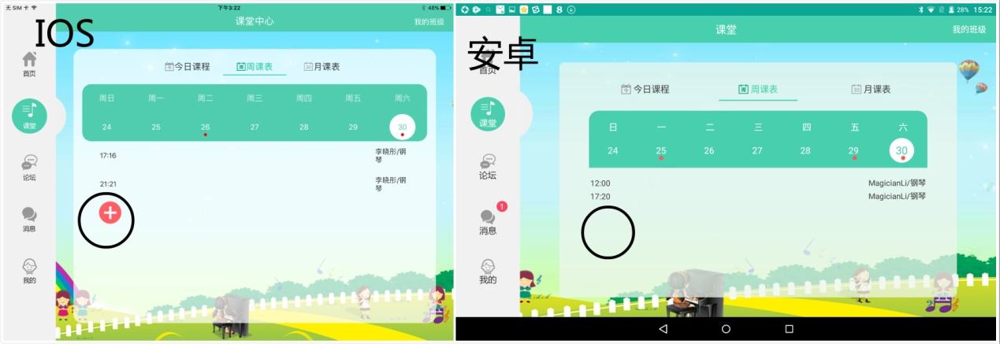 无 SIM 卡
下午3:22
48%
课堂中心
我的班级
IOS
首页
课堂
论坛
消息
我的
今日课程
周课表
30
月课表
周日 周一 周二 周三 周四 周五 周六
24 25 26 27 28 29 30
17:16
李晓彤/钢
琴
21:21
李晓彤/钢
琴
8
28%
15:22
课堂
我的班级
安卓
首页
课堂
论坛
1
消息
我的
今日课程
周课表
30
月课表
日 一 二 三 四 五 六
24 25 26 27 28 29 30
12:00
MagicianLi/钢琴
17:20
MagicianLi/钢琴